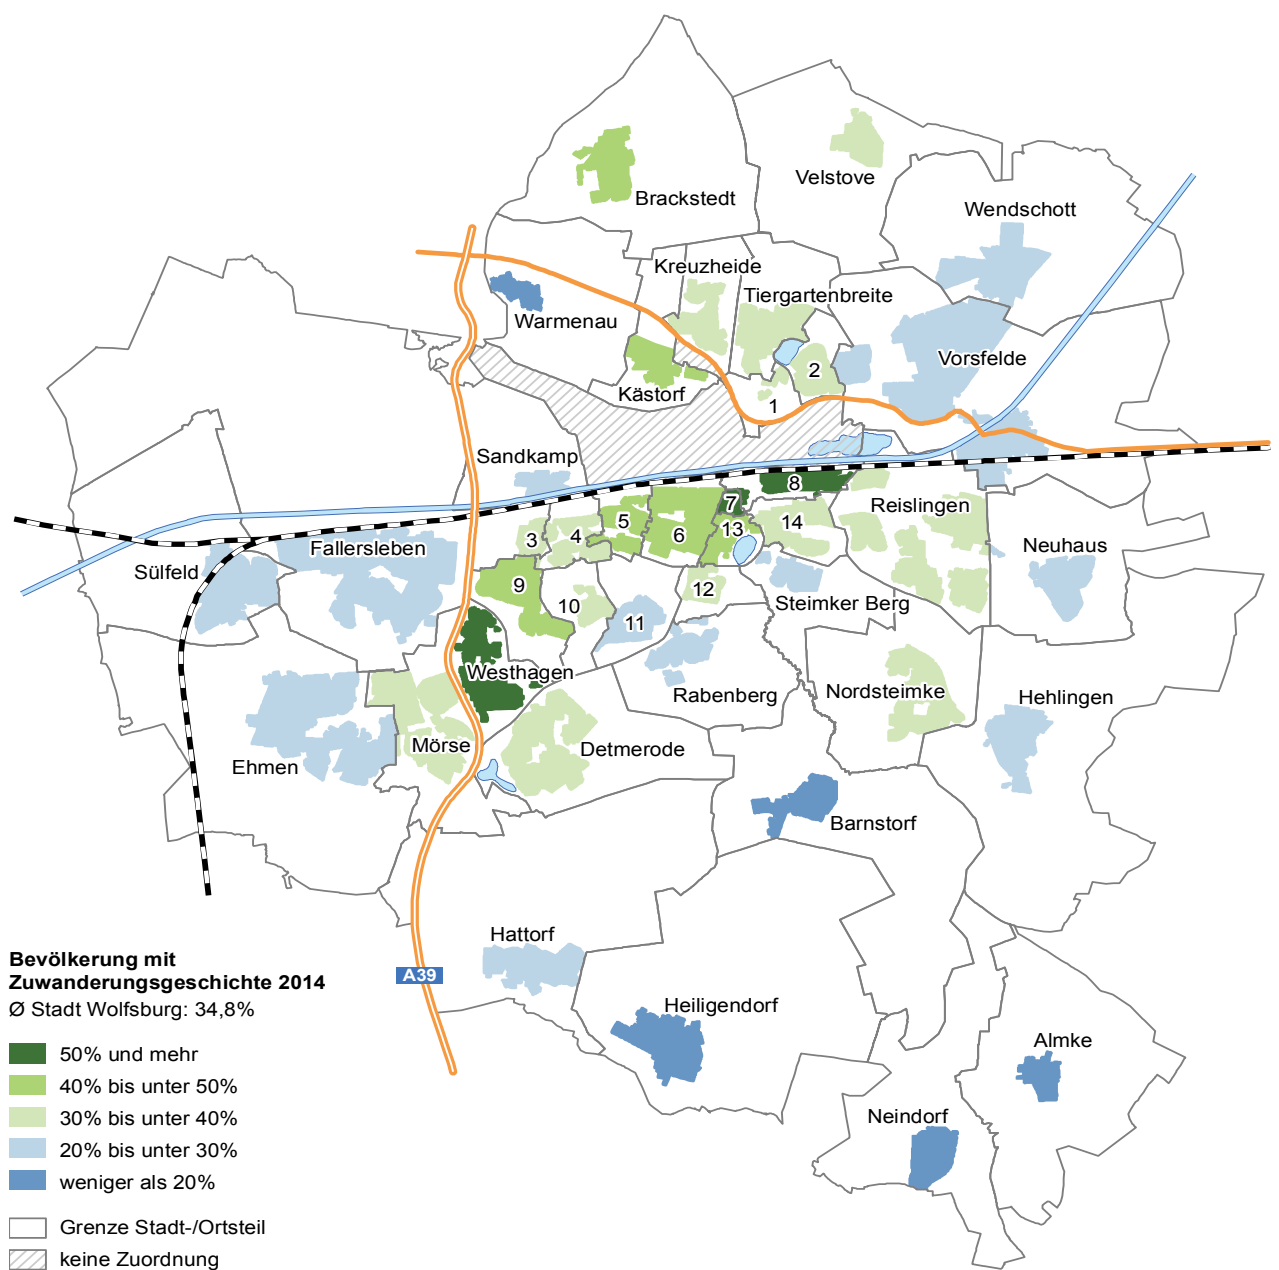 Brackstedt
Velstove
Wendschott
Kreuzheide
Tiergartenbreite
Warmenau
Vorsfelde
2
Kästorf
1
Sandkamp
8
7
Reislingen
5
14
6
13
4
3
Fallersleben
Neuhaus
Sülfeld
9
12
10
Steimker Berg
11
Westhagen
Rabenberg
Nordsteimke
Hehlingen
Mörse
Detmerode
Ehmen
Barnstorf
Hattorf
A39
Heiligendorf
Almke
Neindorf
Bevölkerung mit
Zuwanderungsgeschichte 2014
Ø Stadt Wolfsburg: 34,8%
50% und mehr
40% bis unter 50%
30% bis unter 40%
20% bis unter 30%
weniger als 20%
Grenze Stadt-/Ortsteil
keine Zuordnung